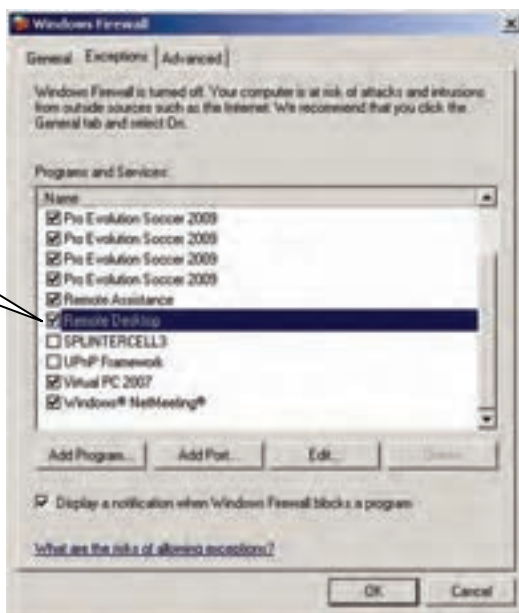 Windows Firewall
General Exceptions Advanced
Windows Firewall is turned off. Your computer is at risk of attacks and intrusions
from outside sources such as the Internet. We recommend that you click the
General tab and select On.
Programs and Services:
Name
Pro Evolution Soccer 2009
Pro Evolution Soccer 2009
Pro Evolution Soccer 2009
Pro Evolution Soccer 2009
Remote Assistance
Remote Desktop
SPLINTERCELL3
UPnP Framework
Virtual PC 2007
Windows® NetMeeting®
Add Program... Add Port... Edit... Delete
Display a notification when Windows Firewall blocks a program
What are the risks of allowing exceptions?
OK Cancel